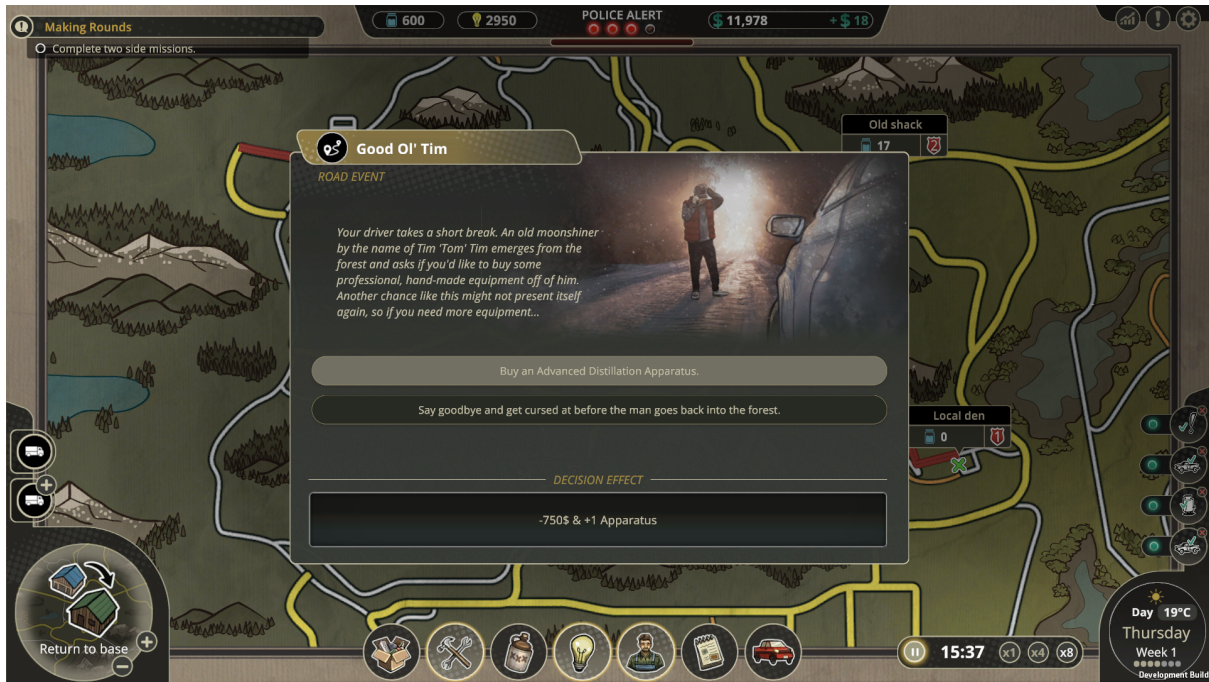 Making Rounds
Complete two side missions.
600
2950
POLICE ALERT
$ 11,978
+ $ 18
Old shack
17
2
Good Ol' Tim
ROAD EVENT
Your driver takes a short break. An old moonshiner
by the name of Tim 'Tom' Tim emerges from the
forest and asks if you'd like to buy some
professional, hand-made equipment off of him.
Another chance like this might not present itself
again, so if you need more equipment...
Buy an Advanced Distillation Apparatus.
Say goodbye and get cursed at before the man goes back into the forest.
DECISION EFFECT
-750$ & +1 Apparatus
Local den
0
1
Return to base
15:37
x1
x4
x8
Day 19°C
Thursday
Week 1
Development Build